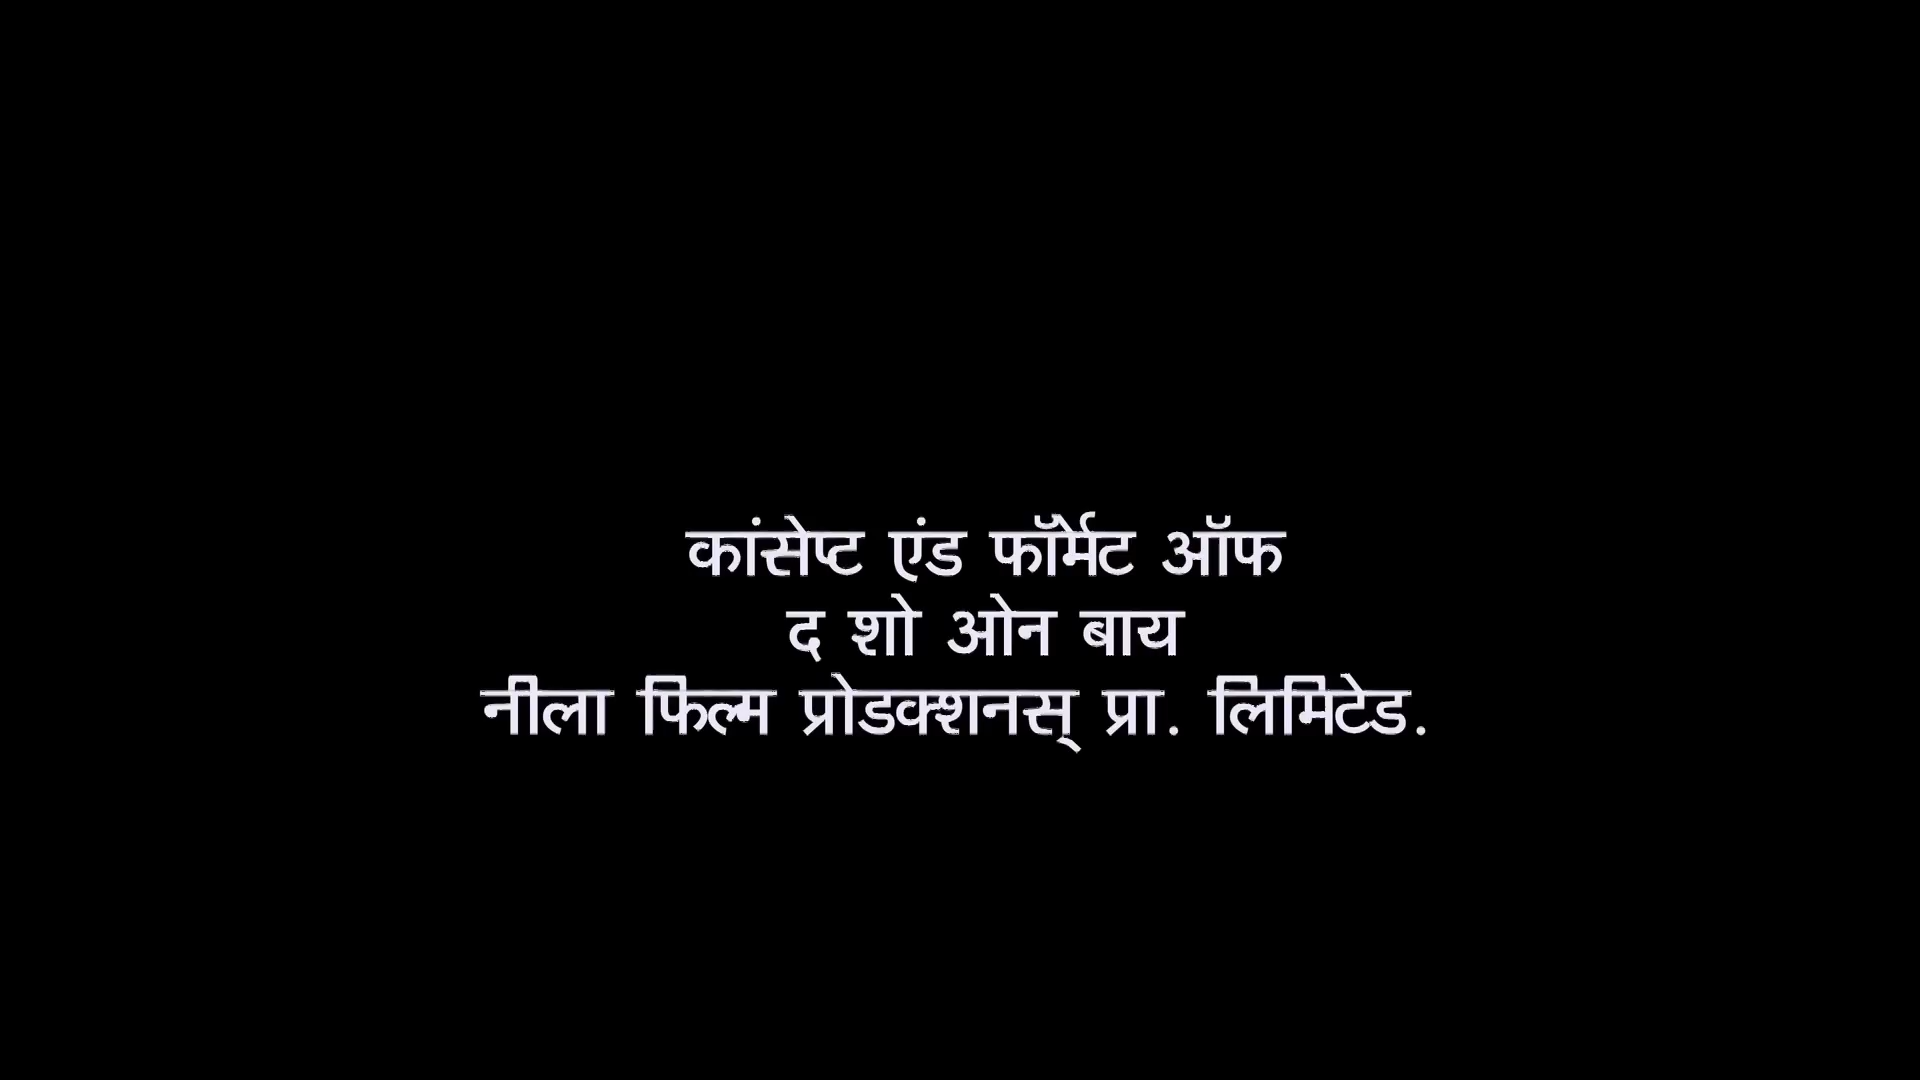 कांसेप्ट एंड फॉर्मेट ऑफ
द शो ओन बाय
नीला फिल्म प्रोडक्शनस् प्रा. लिमिटेड.